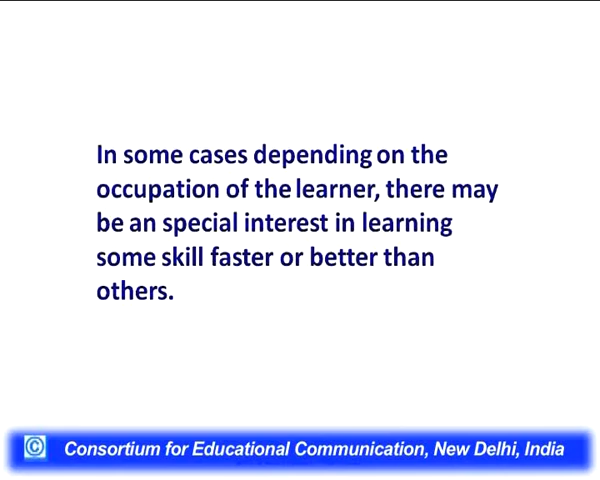 In some cases depending on the
occupation of the learner, there may
be an special interest in learning
some skill faster or better than
others.
© Consortium for Educational Communication, New Delhi, India